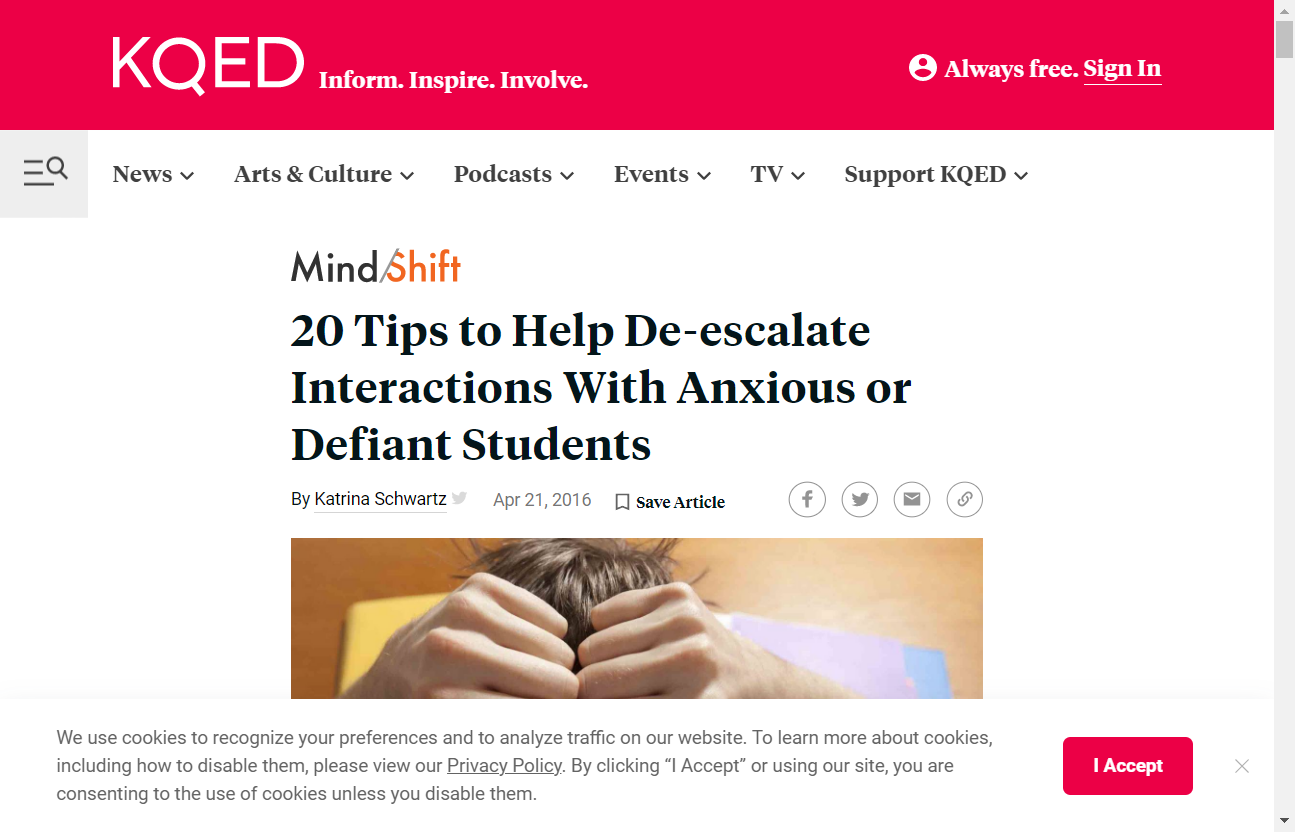 KQED Inform. Inspire. Involve.
Always free. Sign In
News Arts & Culture Podcasts Events TV Support KQED
Mind/Shift
20 Tips to Help De-escalate
Interactions With Anxious or
Defiant Students
By Katrina Schwartz Apr 21, 2016 Save Article
We use cookies to recognize your preferences and to analyze traffic on our website. To learn more about cookies,
including how to disable them, please view our Privacy Policy. By clicking “I Accept” or using our site, you are
consenting to the use of cookies unless you disable them.
I Accept